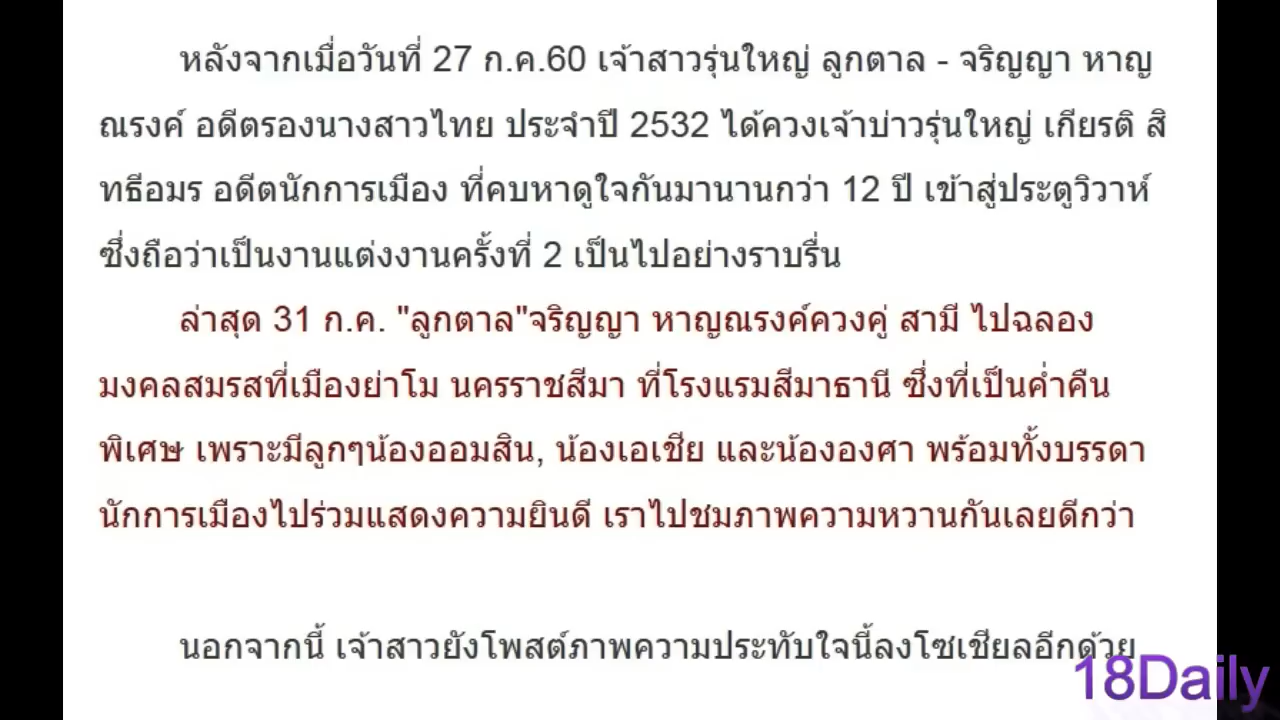 หลังจากเมื่อวันที่ 27 ก.ค.60 เจ้าสาวรุ่นใหญ่ ลูกตาล - จริญญา หาญ
ณรงค์ อดีตรองนางสาวไทย ประจำปี 2532 ได้ควงเจ้าบ่าวรุ่นใหญ่ เกียรติ สิ
ทธีอมร อดีตนักการเมือง ที่คบหาดูใจกันมานานกว่า 12 ปี เข้าสู่ประตูวิวาห์
ซึ่งถือว่าเป็นงานแต่งงานครั้งที่ 2 เป็นไปอย่างราบรื่น
ล่าสุด 31 ก.ค. "ลูกตาล"จริญญา หาญณรงค์ควงคู่ สามี ไปฉลอง
มงคลสมรสที่เมืองย่าโม นครราชสีมา ที่โรงแรมสีมาธานี ซึ่งที่เป็นค่ำคืน
พิเศษ เพราะมีลูกๆน้องออมสิน, น้องเอเชีย และน้ององศา พร้อมทั้งบรรดา
นักการเมืองไปร่วมแสดงความยินดี เราไปชมภาพความหวานกันเลยดีกว่า
นอกจากนี้ เจ้าสาวยังโพสต์ภาพความประทับใจนี้ลงโซเชียลอีกด้วย
18Daily